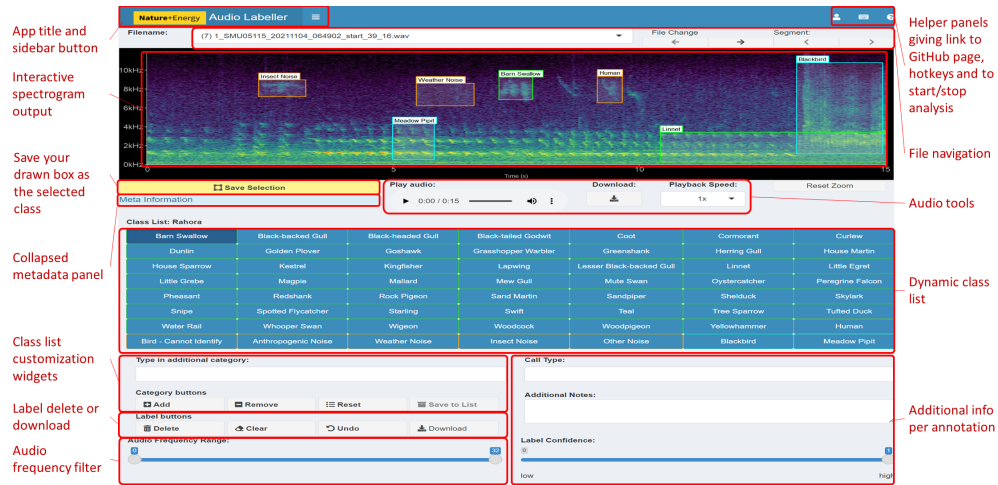 Nature+Energy Audio Labeller
App title and
sidebar button
Filename:
(7) 1_SMU05115_20211104_064902_start_39_16.wav
File Change
Segment:
Helper panels
giving link to
GitHub page,
hotkeys and to
start/stop
analysis
Interactive
spectrogram
output
10kHz
8kHz
6kHz
4kHz
2kHz
0kHz
Insect Noise
Weather Noise
Barn Swallow
Human
Blackbird
Meadow Pipit
Linnet
0
5
10
15
Time (s)
File navigation
Save your
drawn box as
the selected
class
Save Selection
Meta Information
Play audio:
0:00 / 0:15
Download:
Playback Speed:
1x
Reset Zoom
Audio tools
Class List: Rahora
Barn Swallow Black-backed Gull Black-headed Gull Black-tailed Godwit Coot Cormorant Curlew
Dunlin Golden Plover Goshawk Grasshopper Warbler Greenshank Herring Gull House Martin
House Sparrow Kestrel Kingfisher Lapwing Lesser Black-backed Gull Linnet Little Egret
Little Grebe Magpie Mallard Mew Gull Mute Swan Oystercatcher Peregrine Falcon
Pheasant Redshank Rock Pigeon Sand Martin Sandpiper Shelduck Skylark
Snipe Spotted Flycatcher Starling Swift Teal Tree Sparrow Tufted Duck
Water Rail Whooper Swan Wigeon Woodcock Woodpigeon Yellowhammer Human
Bird - Cannot Identify Anthropogenic Noise Weather Noise Insect Noise Other Noise Blackbird Meadow Pipit
Collapsed
metadata panel
Dynamic class
list
Class list
customization
widgets
Type in additional category:
Category buttons
Add Remove Reset Save to List
Label delete or
download
Label buttons
Delete Clear Undo Download
Audio
frequency filter
Audio Frequency Range:
0
32
Call Type:
Additional Notes:
Label Confidence:
0
1
low
high
Additional info
per annotation